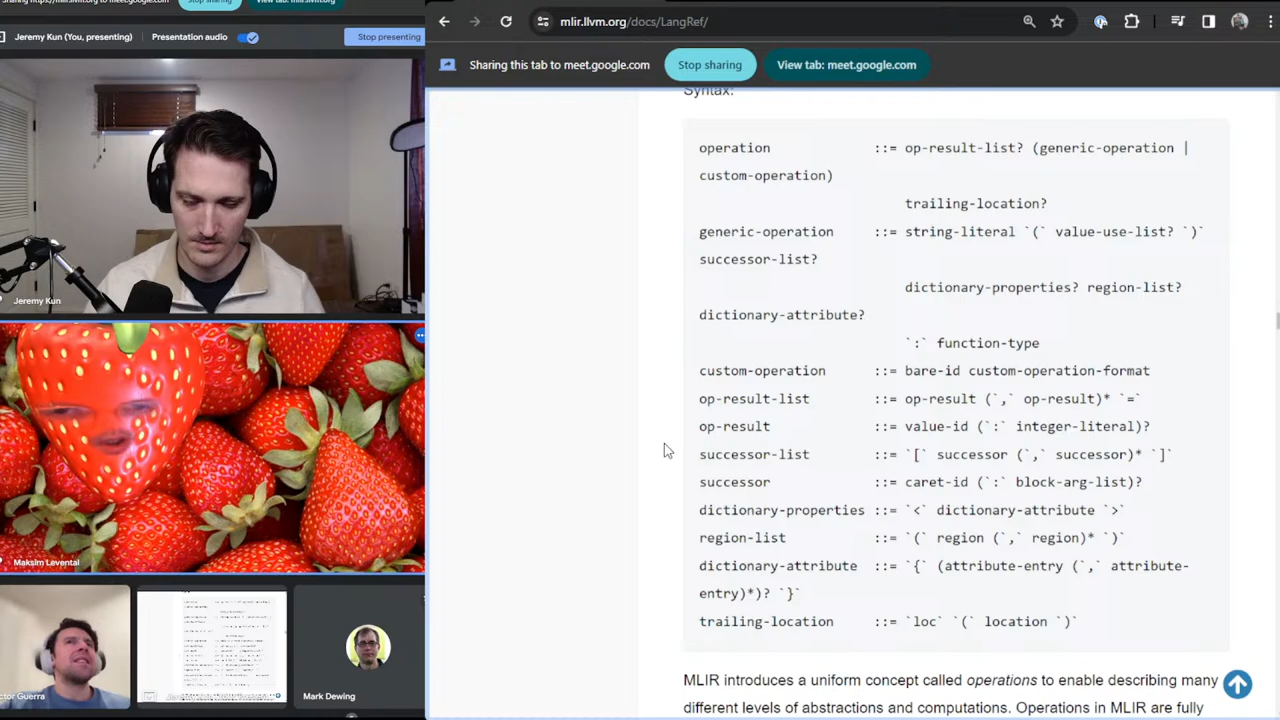 Stop sharing
Jeremy Kun (You, presenting)
Presentation audio
Stop presenting
Jeremy Kun
Maksim Levental
ctor Guerra
Mark Dewing
mlir.llvm.org/docs/LangRef/
Sharing this tab to meet.google.com
Stop sharing
View tab: meet.google.com
Syntax:
operation ::= op-result-list? (generic-operation |
custom-operation)
trailing-location?
generic-operation ::= string-literal `(` value-use-list? `)`
successor-list?
dictionary-properties? region-list?
dictionary-attribute?
`:` function-type
custom-operation ::= bare-id custom-operation-format
op-result-list ::= op-result (`,` op-result)* `=`
op-result ::= value-id (`:` integer-literal)?
successor-list ::= `[` successor (`,` successor)* `]`
successor ::= caret-id (`:` block-arg-list)?
dictionary-properties ::= `<` dictionary-attribute `>`
region-list ::= `(` region (`,` region)* `)`
dictionary-attribute ::= `{` (attribute-entry (`,` attribute-
entry)*)? `}`
trailing-location ::= `loc` `(` location `)`
MLIR introduces a uniform concept called operations to enable describing many
different levels of abstractions and computations. Operations in MLIR are fully